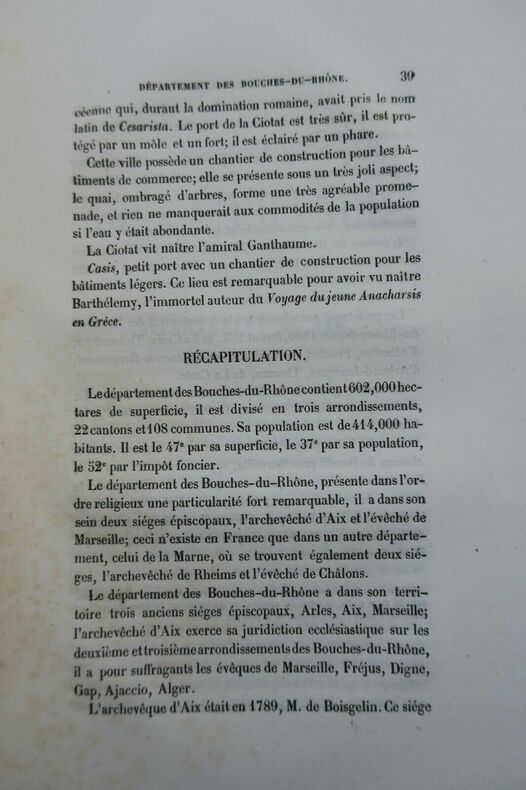 DÉPARTEMENT DES BOUCHES-DU-RHÔNE. 39
céenne qui, durant la domination romaine, avait pris le nom
latin de Cesarista. Le port de la Ciotat est très sûr, il est pro-
tégé par un môle et un fort; il est éclairé par un phare.
Cette ville possède un chantier de construction pour les bâ-
timents de commerce; elle se présente sous un très joli aspect;
le quai, ombragé d'arbres, forme une très agréable prome-
nade, et rien ne manquerait aux commodités de la population
si l'eau y était abondante.
La Ciotat vit naître l'amiral Ganthaume.
Casis, petit port avec un chantier de construction pour les
bâtiments légers. Ce lieu est remarquable pour avoir vu naître
Barthélemy, l'immortel auteur du Voyage du jeune Anacharsis
en Grèce.
RÉCAPITULATION.
Le département des Bouches-du-Rhône contient 602,000 hec-
tares de superficie, il est divisé en trois arrondissements,
22 cantons et 108 communes. Sa population est de 414,000 ha-
bitants. Il est le 47e par sa superficie, le 37e par sa population,
le 52e par l'impôt foncier.
Le département des Bouches-du-Rhône, présente dans l'or-
dre religieux une particularité fort remarquable, il a dans son
sein deux siéges épiscopaux, l'archevêché d'Aix et l'évêché de
Marseille; ceci n'existe en France que dans un autre départe-
ment, celui de la Marne, où se trouvent également deux sié-
ges, l'archevêché de Rheims et l'évêché de Châlons.
Le département des Bouches-du-Rhône a dans son terri-
toire trois anciens siéges épiscopaux, Arles, Aix, Marseille;
l'archevêché d'Aix exerce sa juridiction ecclésiastique sur les
deuxième et troisième arrondissements des Bouches-du-Rhône,
il a pour suffragants les évêques de Marseille, Fréjus, Digne,
Gap, Ajaccio, Alger.
L'archevêque d'Aix était en 1789, M. de Boisgelin. Ce siége